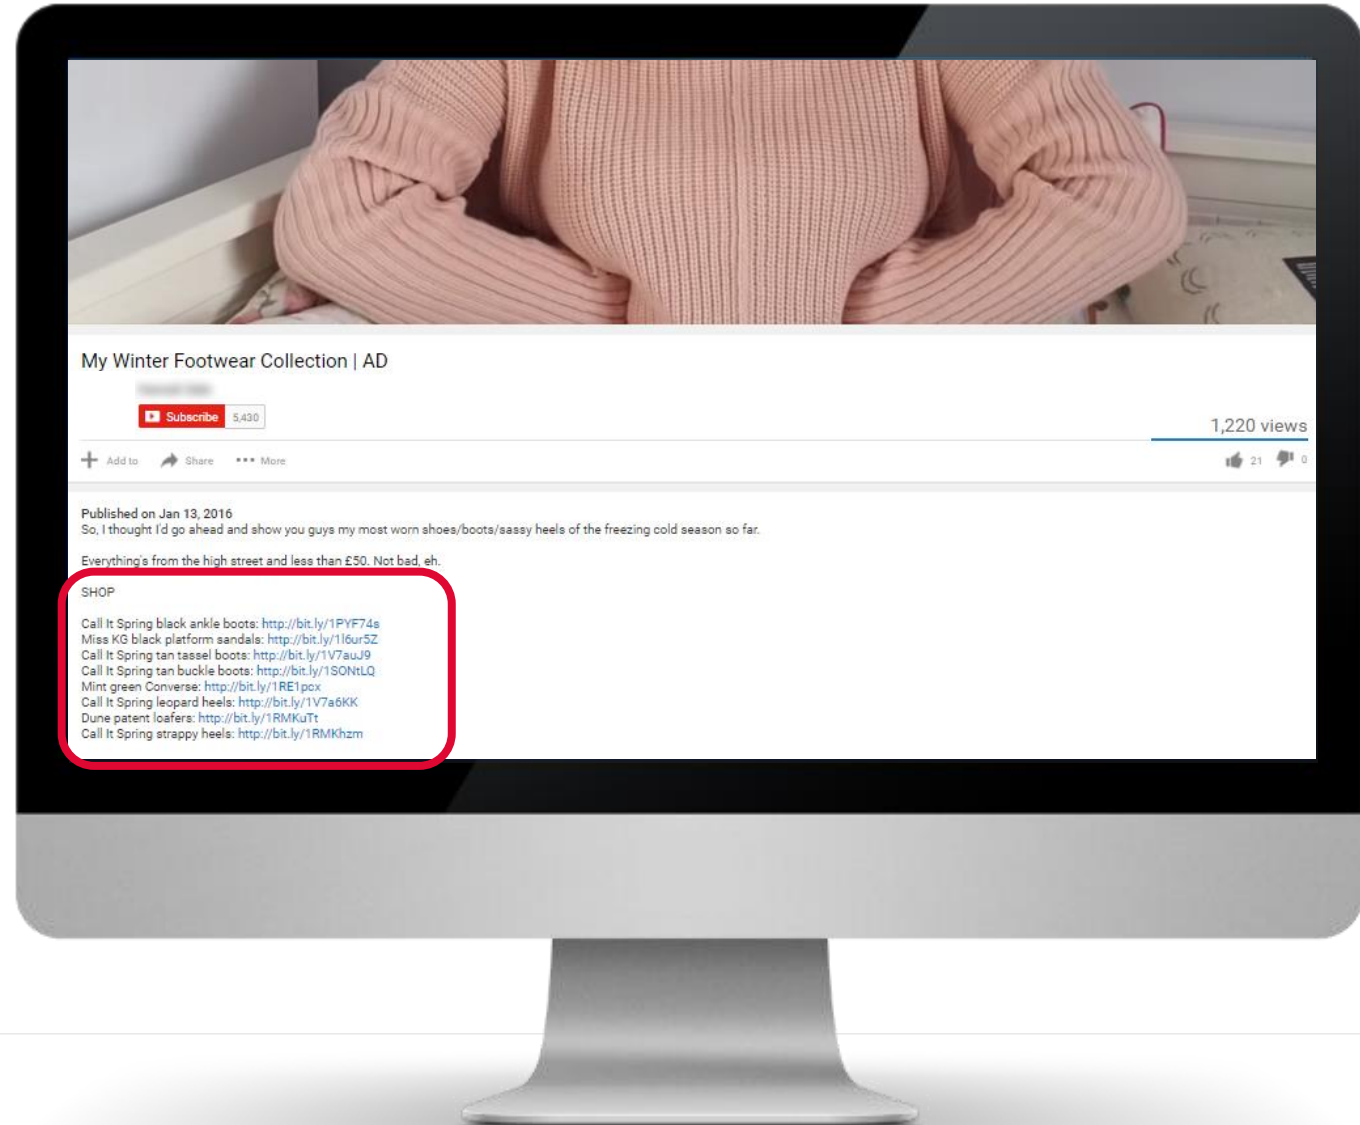 My Winter Footwear Collection | AD
Subscribe 5,430
1,220 views
Add to Share More
21 0
Published on Jan 13, 2016
So, I thought I'd go ahead and show you guys my most worn shoes/boots/sassy heels of the freezing cold season so far.
Everything's from the high street and less than £50. Not bad, eh.
SHOP
Call It Spring black ankle boots: http://bit.ly/1PYF74s
Miss KG black platform sandals: http://bit.ly/1l6ur5Z
Call It Spring tan tassel boots: http://bit.ly/1V7auJ9
Call It Spring tan buckle boots: http://bit.ly/1SONtLQ
Mint green Converse: http://bit.ly/1RE1pcx
Call It Spring leopard heels: http://bit.ly/1V7a6KK
Dune patent loafers: http://bit.ly/1RMKuTt
Call It Spring strappy heels: http://bit.ly/1RMKhzm